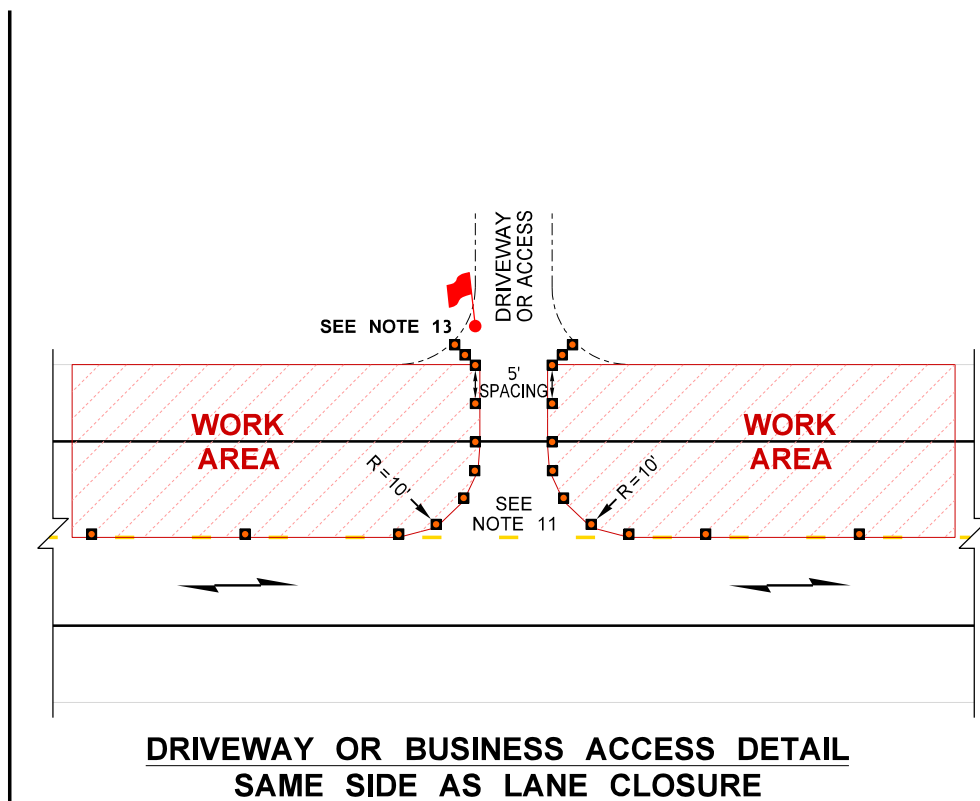 DRIVEWAY
OR ACCESS
SEE NOTE 13
5'
SPACING
WORK
AREA
WORK
AREA
R = 10'
R = 10'
SEE
NOTE 11
DRIVEWAY OR BUSINESS ACCESS DETAIL
SAME SIDE AS LANE CLOSURE